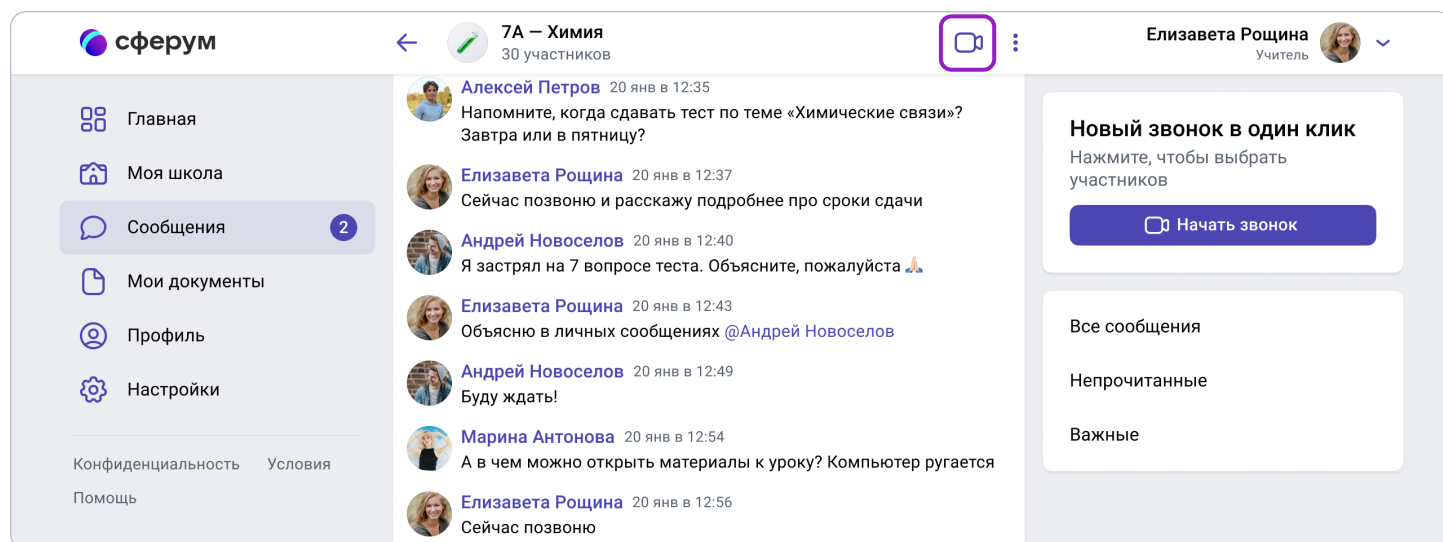 сферум
7А — Химия
30 участников
Елизавета Рощина
Учитель
Главная
Моя школа
Сообщения 2
Мои документы
Профиль
Настройки
Конфиденциальность Условия
Помощь
Алексей Петров 20 янв в 12:35
Напомните, когда сдавать тест по теме «Химические связи»?
Завтра или в пятницу?
Елизавета Рощина 20 янв в 12:37
Сейчас позвоню и расскажу подробнее про сроки сдачи
Андрей Новоселов 20 янв в 12:40
Я застрял на 7 вопросе теста. Объясните, пожалуйста 🙏🏻
Елизавета Рощина 20 янв в 12:43
Объясню в личных сообщениях @Андрей Новоселов
Андрей Новоселов 20 янв в 12:49
Буду ждать!
Марина Антонова 20 янв в 12:54
А в чем можно открыть материалы к уроку? Компьютер ругается
Елизавета Рощина 20 янв в 12:56
Сейчас позвоню
Новый звонок в один клик
Нажмите, чтобы выбрать
участников
Начать звонок
Все сообщения
Непрочитанные
Важные